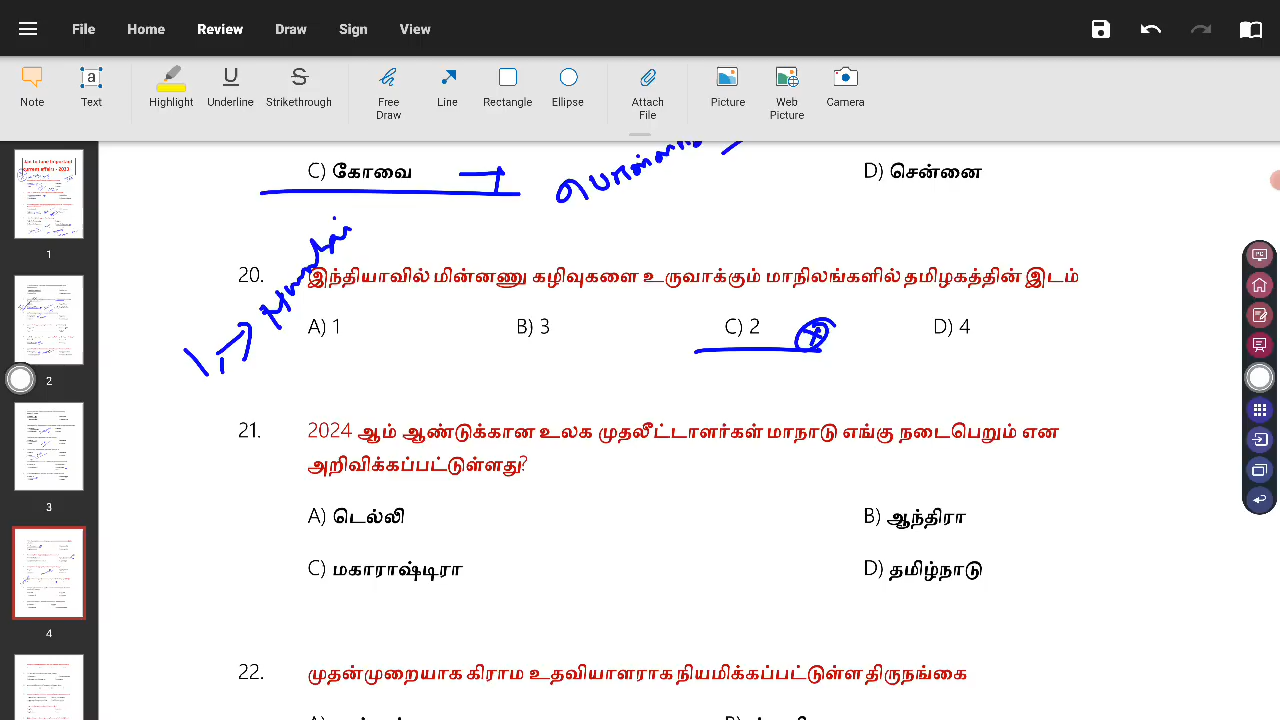 File Home Review Draw Sign View
Note Text Highlight Underline Strikethrough Free Draw Line Rectangle Ellipse Attach File Picture Web Picture Camera
C) கோவை D) சென்னை
20. இந்தியாவில் மின்னணு கழிவுகளை உருவாக்கும் மாநிலங்களில் தமிழகத்தின் இடம்
A) 1 B) 3 C) 2 D) 4
21. 2024 ஆம் ஆண்டுக்கான உலக முதலீட்டாளர்கள் மாநாடு எங்கு நடைபெறும் என
அறிவிக்கப்பட்டுள்ளது?
A) டெல்லி B) ஆந்திரா
C) மகாராஷ்டிரா D) தமிழ்நாடு
22. முதன்முறையாக கிராம உதவியாளராக நியமிக்கப்பட்டுள்ள திருநங்கை
1
2
3
4